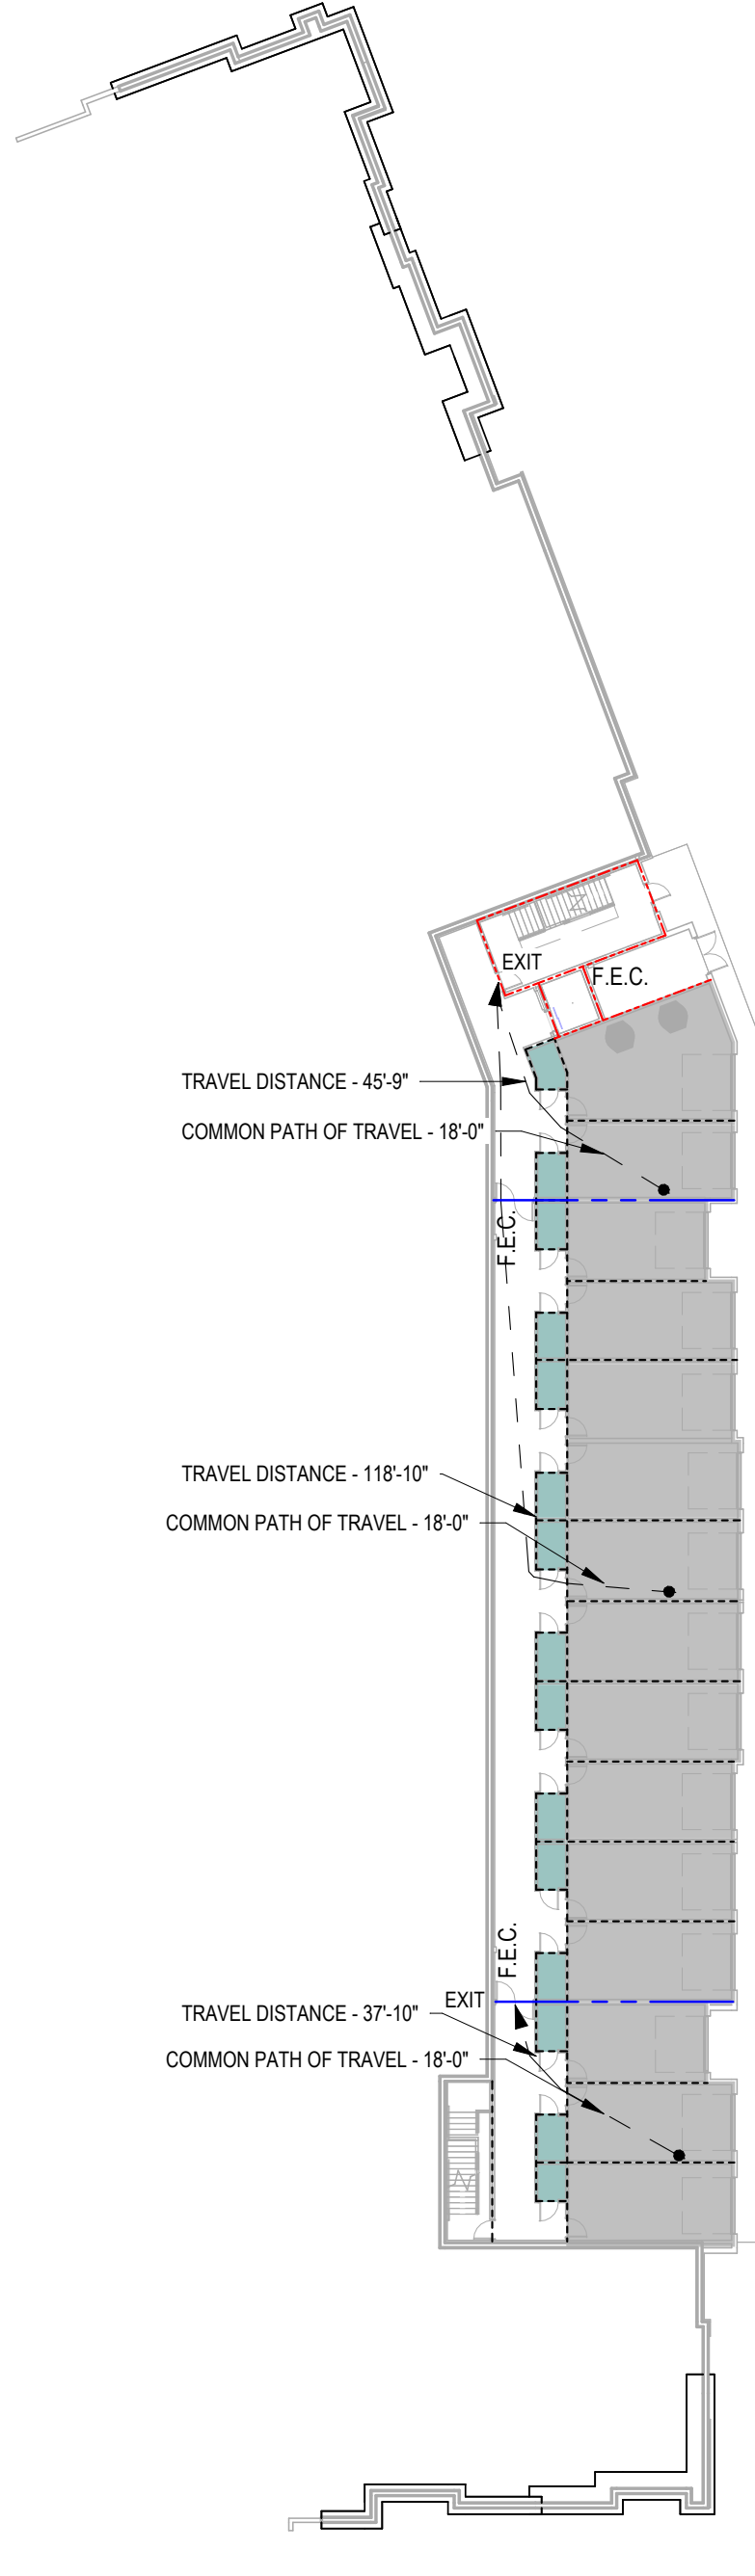 EXIT
F.E.C.
TRAVEL DISTANCE - 45'-9"
COMMON PATH OF TRAVEL - 18'-0"
F.E.C.
TRAVEL DISTANCE - 118'-10"
COMMON PATH OF TRAVEL - 18'-0"
F.E.C.
EXIT
TRAVEL DISTANCE - 37'-10"
COMMON PATH OF TRAVEL - 18'-0"